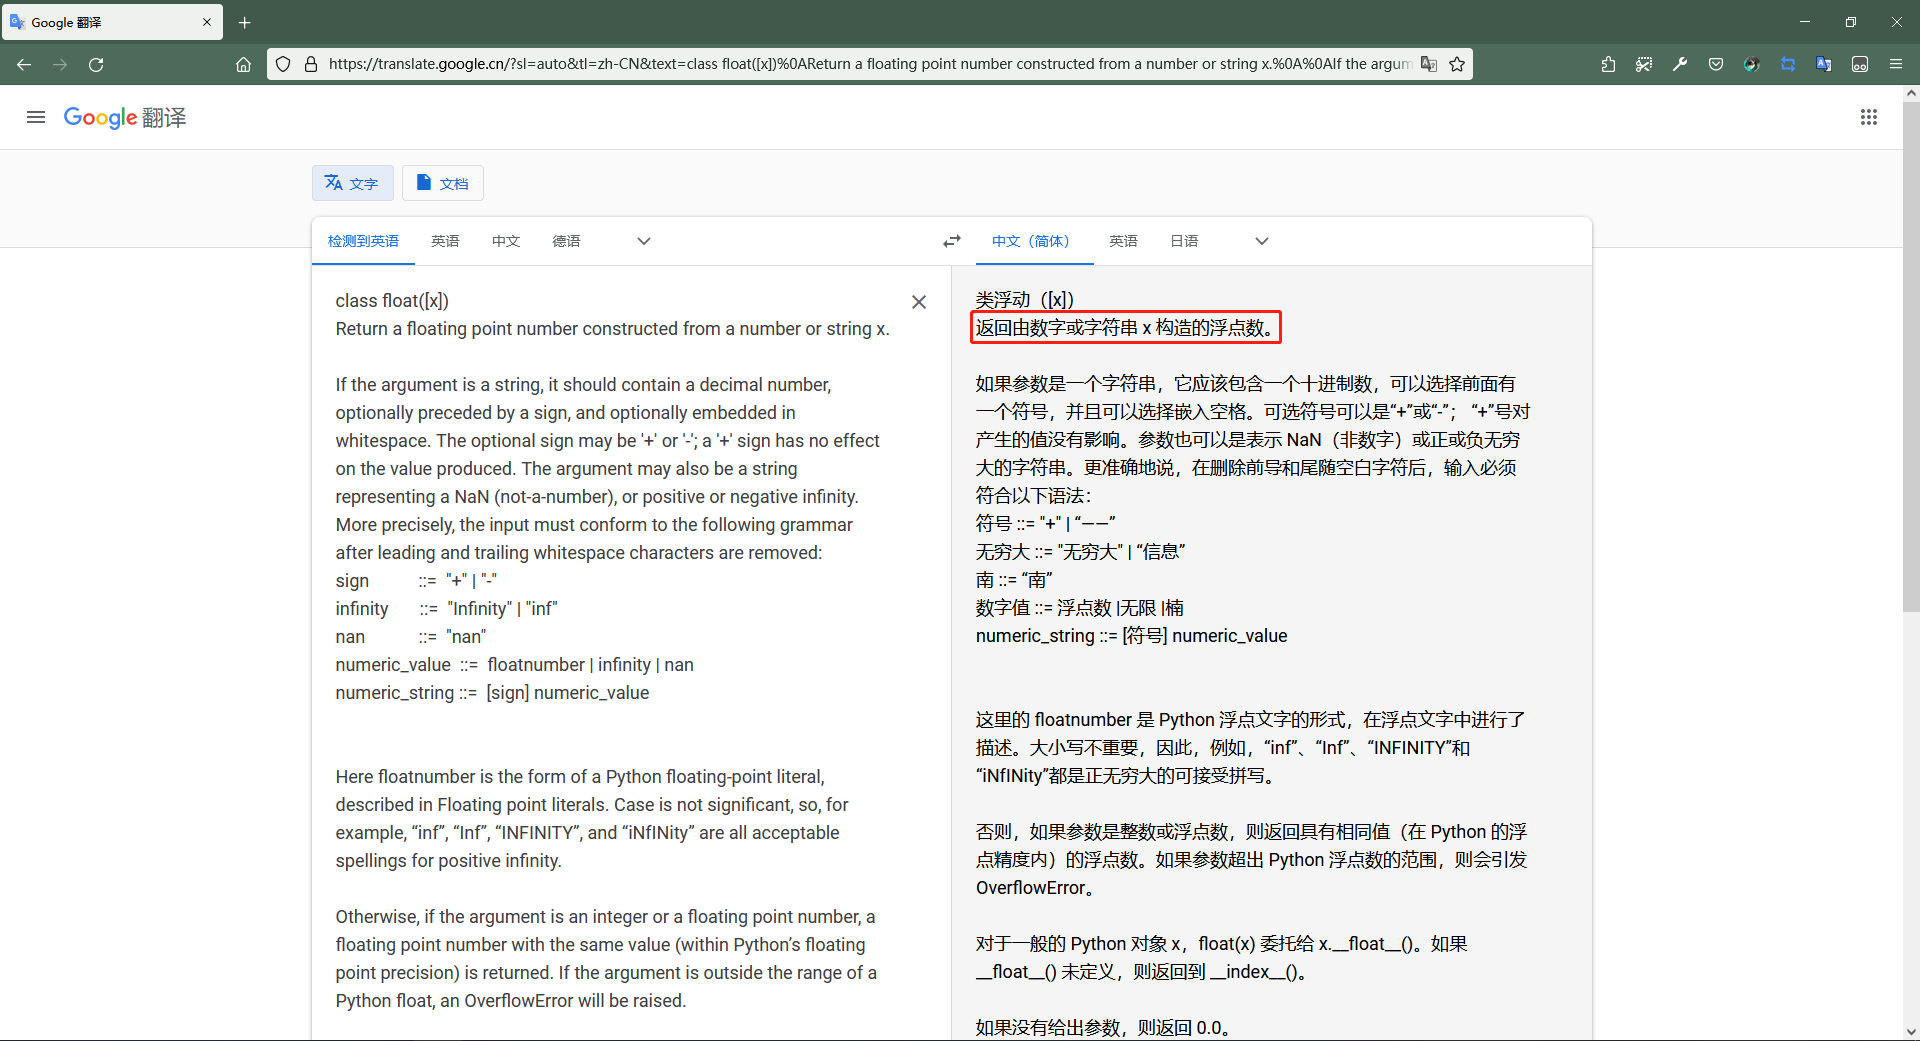 Google 翻译
https://translate.google.cn/?sl=auto&tl=zh-CN&text=class float([x])%0AReturn a floating point number constructed from a number or string x.%0A%0AIf the argum
Google 翻译
文字
文档
检测到英语 英语 中文 德语
中文（简体） 英语 日语
class float([x])
Return a floating point number constructed from a number or string x.
If the argument is a string, it should contain a decimal number,
optionally preceded by a sign, and optionally embedded in
whitespace. The optional sign may be '+' or '-'; a '+' sign has no effect
on the value produced. The argument may also be a string
representing a NaN (not-a-number), or positive or negative infinity.
More precisely, the input must conform to the following grammar
after leading and trailing whitespace characters are removed:
sign ::= "+" | "-"
infinity ::= "Infinity" | "inf"
nan ::= "nan"
numeric_value ::= floatnumber | infinity | nan
numeric_string ::= [sign] numeric_value
Here floatnumber is the form of a Python floating-point literal,
described in Floating point literals. Case is not significant, so, for
example, “inf”, “Inf”, “INFINITY”, and “iNfINity” are all acceptable
spellings for positive infinity.
Otherwise, if the argument is an integer or a floating point number, a
floating point number with the same value (within Python’s floating
point precision) is returned. If the argument is outside the range of a
Python float, an OverflowError will be raised.
类浮动（[x]）
返回由数字或字符串 x 构造的浮点数。
如果参数是一个字符串，它应该包含一个十进制数，可以选择前面有
一个符号，并且可以选择嵌入空格。可选符号可以是“+”或“-”； “+”号对
产生的值没有影响。参数也可以是表示 NaN（非数字）或正或负无穷
大的字符串。更准确地说，在删除前导和尾随空白字符后，输入必须
符合以下语法：
符号 ::= "+" | “——”
无穷大 ::= "无穷大" | “信息”
南 ::= “南”
数字值 ::= 浮点数 |无限 |楠
numeric_string ::= [符号] numeric_value
这里的 floatnumber 是 Python 浮点文字的形式，在浮点文字中进行了
描述。大小写不重要，因此，例如，“inf”、“Inf”、“INFINITY”和
“iNfINity”都是正无穷大的可接受拼写。
否则，如果参数是整数或浮点数，则返回具有相同值（在 Python 的浮
点精度内）的浮点数。如果参数超出 Python 浮点数的范围，则会引发
OverflowError。
对于一般的 Python 对象 x，float(x) 委托给 x.__float__()。如果
__float__() 未定义，则返回到 __index__()。
如果没有给出参数，则返回 0.0。